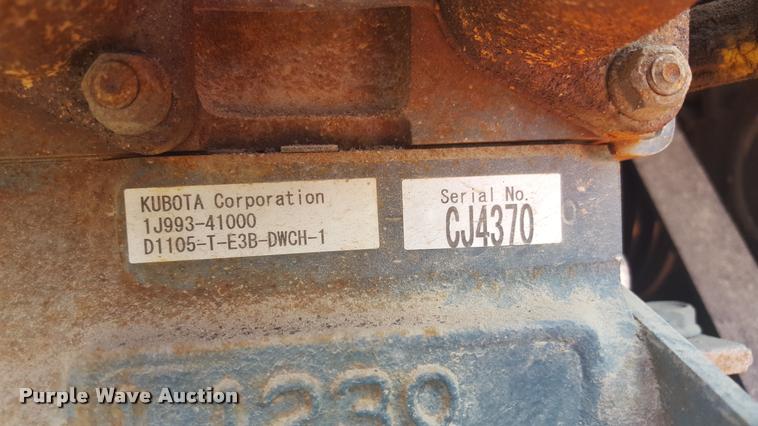 KUBOTA Corporation
1J993-41000
D1105-T-E3B-DWCH-1
Serial No.
CJ4370
Purple Wave Auction